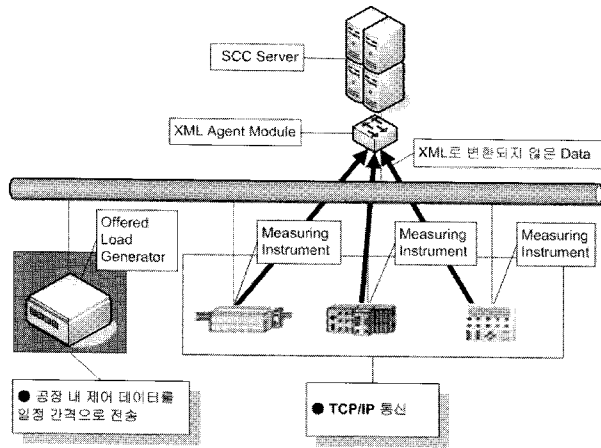 SCC Server
XML Agent Module
XML로 변환되지 않은 Data
Offered
Load
Generator
Measuring
Instrument
Measuring
Instrument
Measuring
Instrument
● 공장 내 제어 데이터를
일정 간격으로 전송
● TCP/IP 통신